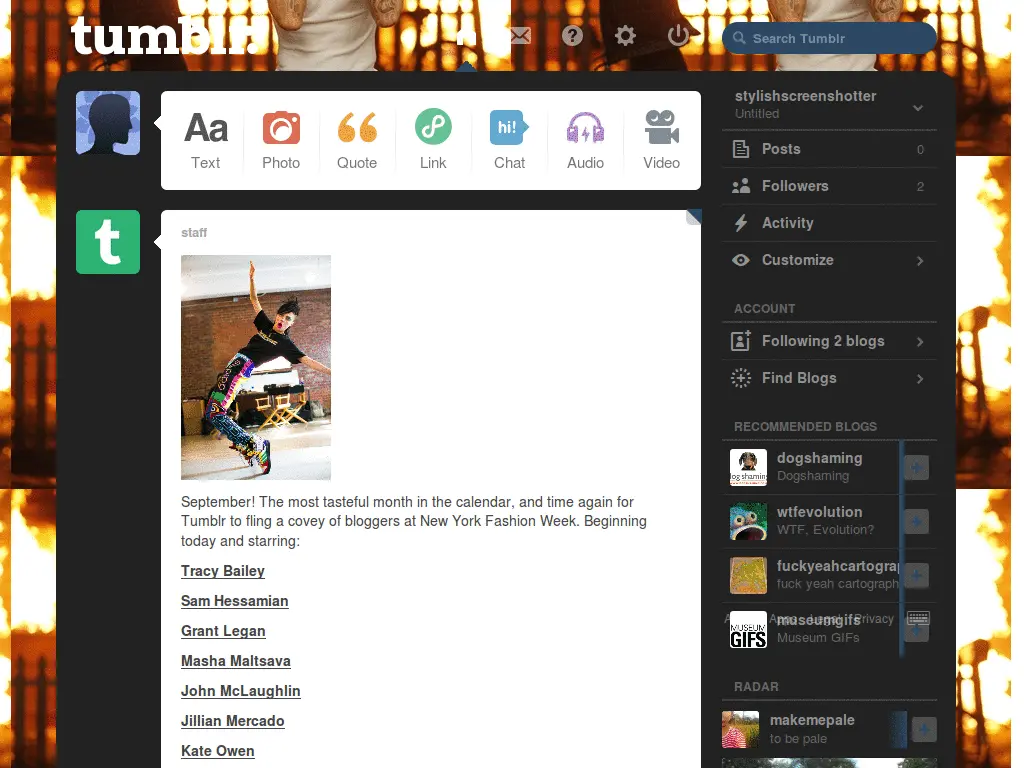 tumblr.
Search Tumblr
Aa
hi!
Text
Photo
Quote
Link
Chat
Audio
Video
t
staff
September! The most tasteful month in the calendar, and time again for
Tumblr to fling a covey of bloggers at New York Fashion Week. Beginning
today and starring:
Tracy Bailey
Sam Hessamian
Grant Legan
Masha Maltsava
John McLaughlin
Jillian Mercado
Kate Owen
stylishscreenshotter
Untitled
Posts 0
Followers 2
Activity
Customize
ACCOUNT
Following 2 blogs
Find Blogs
RECOMMENDED BLOGS
dogshaming
Dogshaming
wtfevolution
WTF, Evolution?
fuckyeahcartograp
fuck yeah cartograph
museumgifs
Legal Privacy
MUSEUM
GIFS
Museum GIFs
RADAR
makemepale
to be pale